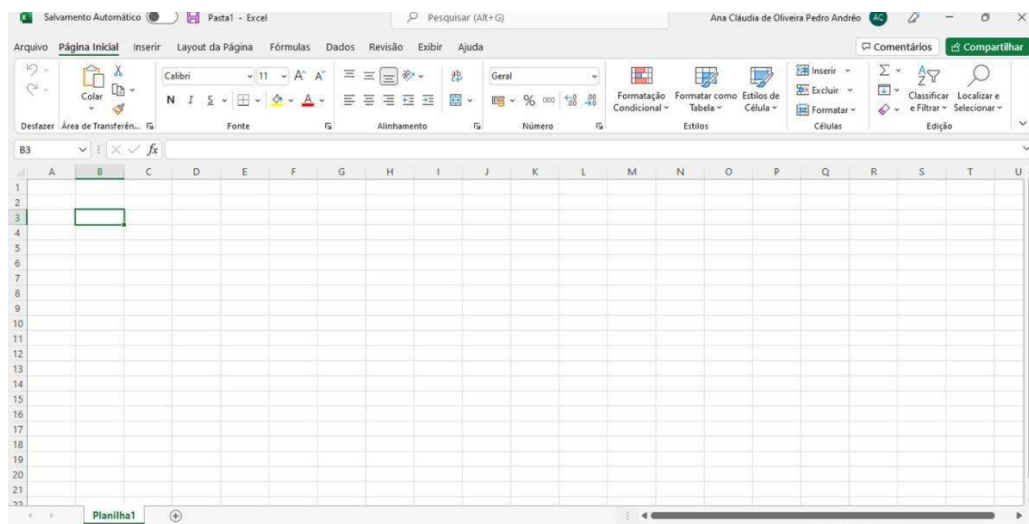 Salvamento Automático Pasta1 - Excel Pesquisar (Alt+G) Ana Cláudia de Oliveira Pedro Andréo AC
Arquivo Página Inicial Inserir Layout da Página Fórmulas Dados Revisão Exibir Ajuda Comentários Compartilhar
Calibri 11 A^ A˅ ab Geral Inserir
Colar Formatação Formatar como Estilos de Excluir Classificar Localizar e
N I S A % 000 Condicional Tabela Célula Formatar e Filtrar Selecionar
Desfazer Área de Transferên... Fonte Alinhamento Número Estilos Células Edição
B3 fx
A B C D E F G H I J K L M N O P Q R S T U
1
2
3
4
5
6
7
8
9
10
11
12
13
14
15
16
17
18
19
20
21
22
Planilha1